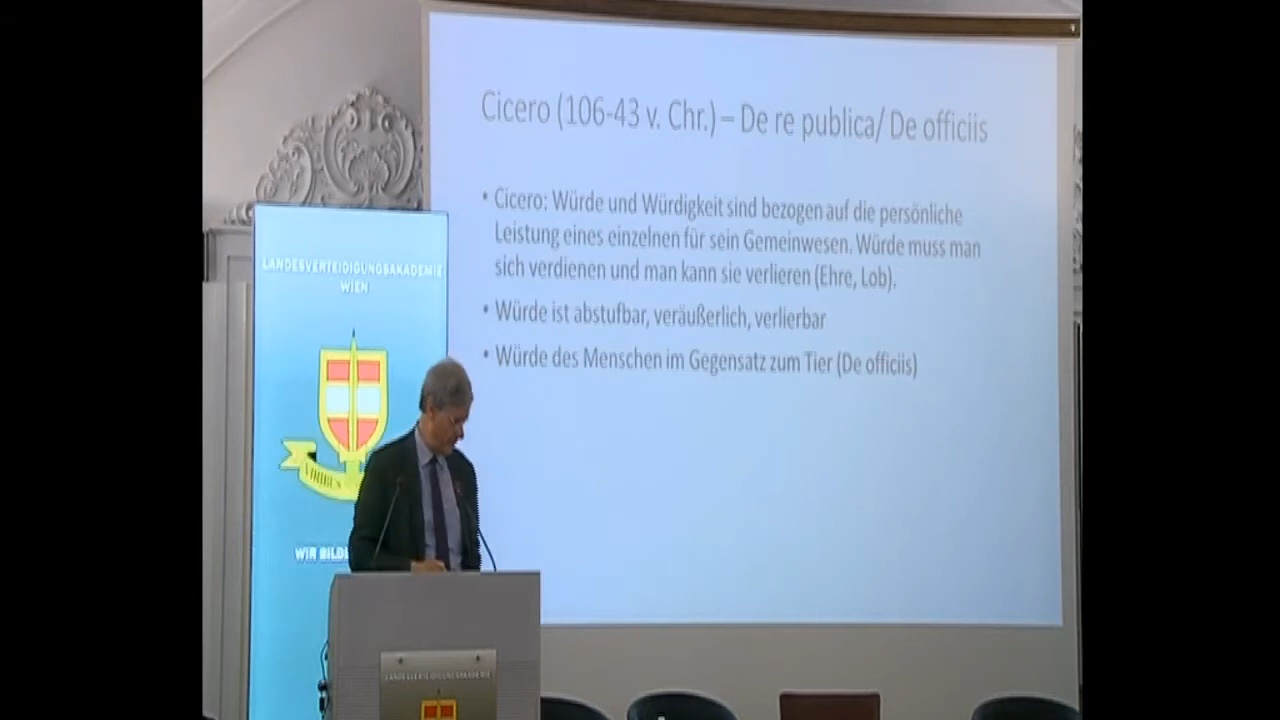 Cicero (106-43 v. Chr.) – De re publica/ De officiis
• Cicero: Würde und Würdigkeit sind bezogen auf die persönliche
Leistung eines einzelnen für sein Gemeinwesen. Würde muss man
sich verdienen und man kann sie verlieren (Ehre, Lob).
• Würde ist abstufbar, veräußerlich, verlierbar
• Würde des Menschen im Gegensatz zum Tier (De officiis)
LANDESVERTEIDIGUNGSAKADEMIE
WIEN
VIRIBUS
WIR BILDE
LANDESVERTEIDIGUNGSAKADEMIE